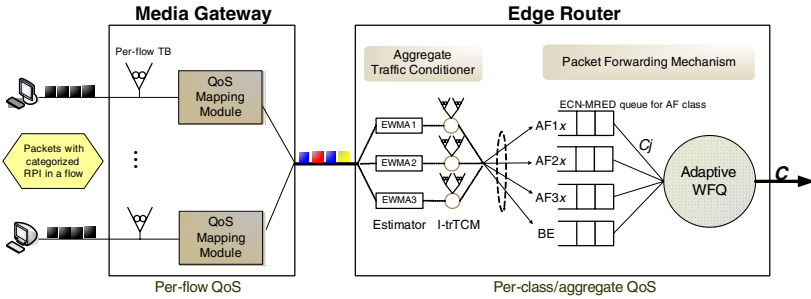 Media Gateway
Edge Router
Per-flow TB
QoS
Mapping
Module
Packets with
categorized
RPI in a flow
QoS
Mapping
Module
Per-flow QoS
Aggregate
Traffic Conditioner
Packet Forwarding Mechanism
ECN-MRED queue for AF class
EWMA1
EWMA2
EWMA3
Estimator
I-trTCM
AF1x
AF2x
AF3x
BE
Cj
Adaptive
WFQ
C
Per-class/aggregate QoS